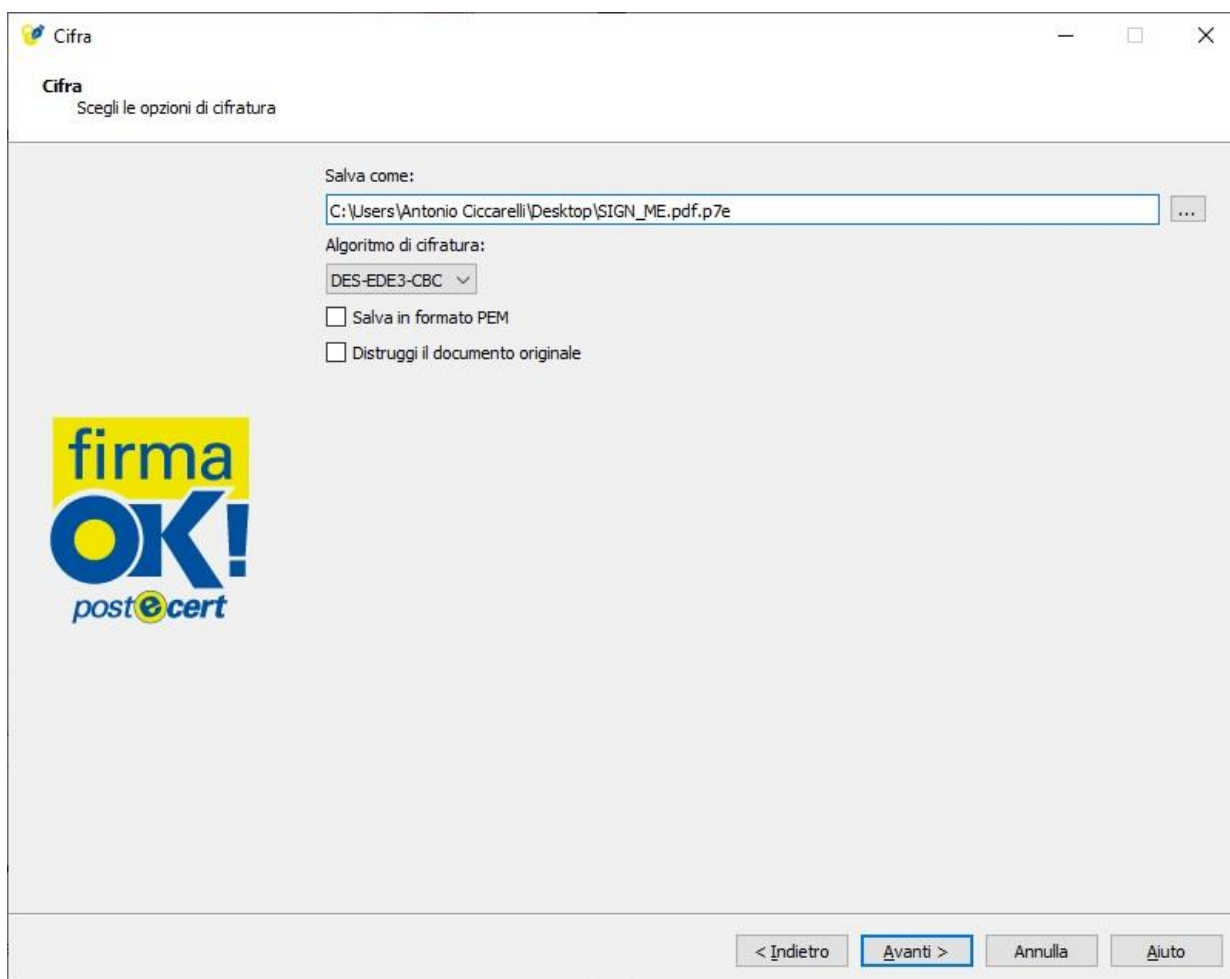 Cifra
Cifra
Scegli le opzioni di cifratura
Salva come:
C:\Users\Antonio Ciccarelli\Desktop\SIGN_ME.pdf.p7e
...
Algoritmo di cifratura:
DES-EDE3-CBC
Salva in formato PEM
Distruggi il documento originale
firma
OK!
postecert
< Indietro
Avanti >
Annulla
Aiuto